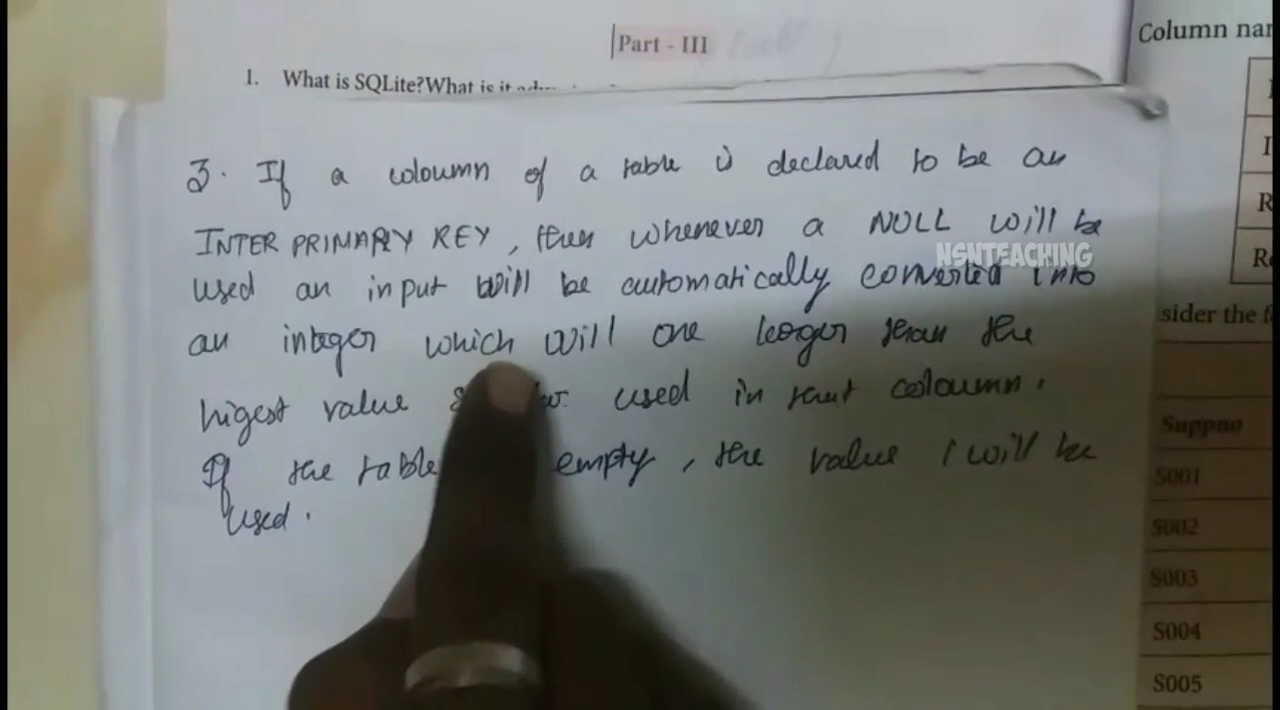 Part - III
Column nar
1. What is SQLite?What is it
3. If a coloumn of a table is declared to be an
INTER PRIMARY KEY, then whenever a NULL will be
NSNTEACHING
used an input will be automatically converted into
an integer which will one larger than the
higest value used in that coloumn.
If the table empty, the value 1 will be
used.
sider the f
Suppno
S001
S002
S003
S004
S005